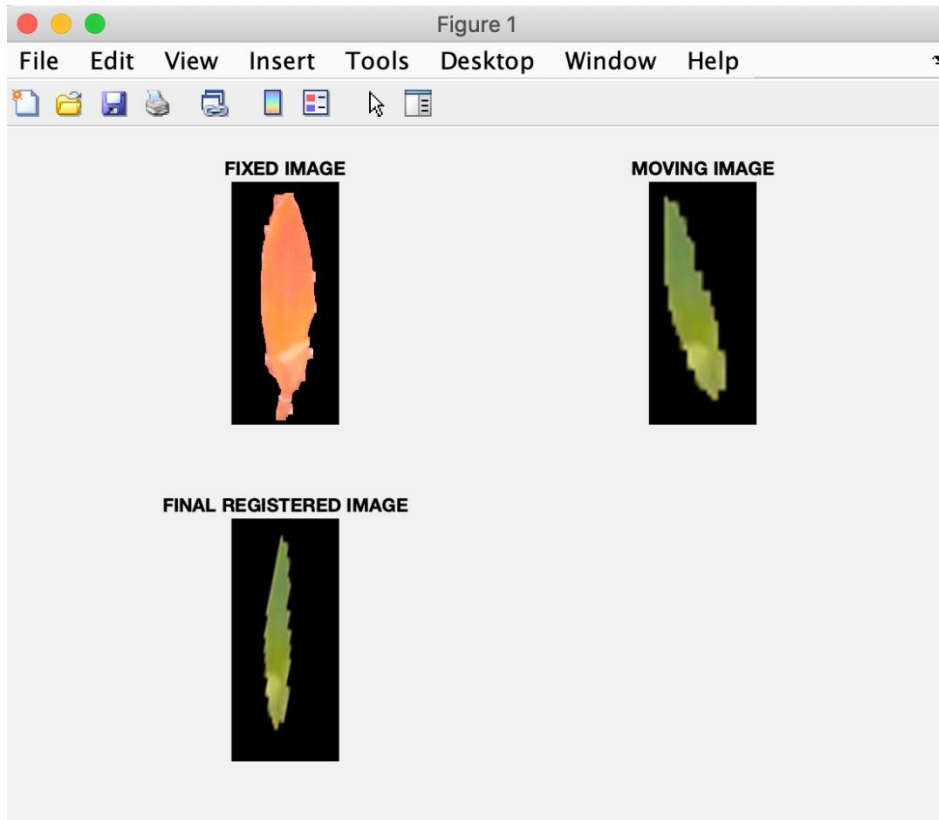 Figure 1
File Edit View Insert Tools Desktop Window Help
FIXED IMAGE
MOVING IMAGE
FINAL REGISTERED IMAGE